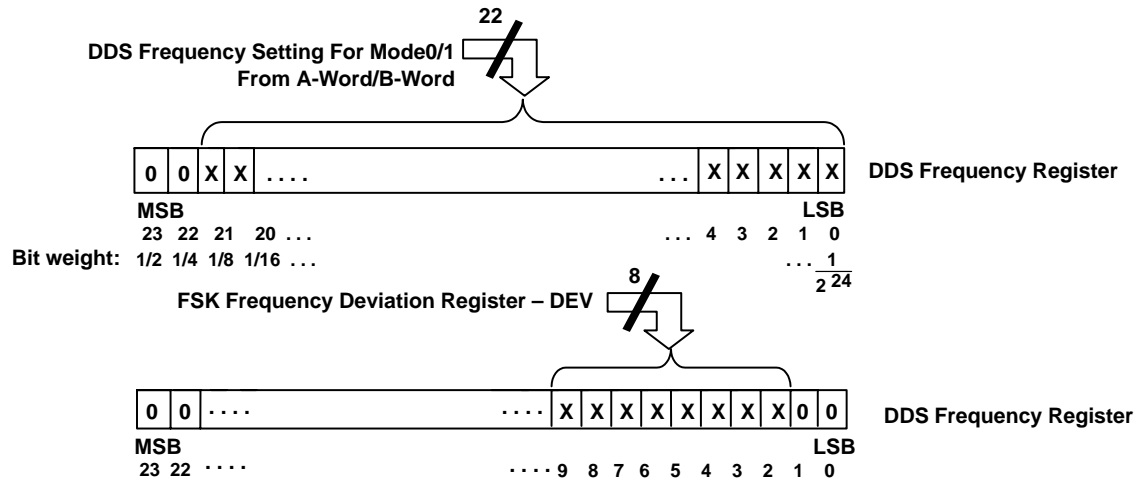 22
DDS Frequency Setting For Mode0/1
From A-Word/B-Word
0 0 X X .... ... X X X X X DDS Frequency Register
MSB LSB
23 22 21 20 ... ... 4 3 2 1 0
Bit weight: 1/2 1/4 1/8 1/16 ... ... 1
2 24
8
FSK Frequency Deviation Register – DEV
0 0 .... .... X X X X X X X X 0 0 DDS Frequency Register
MSB LSB
23 22 .... .... 9 8 7 6 5 4 3 2 1 0